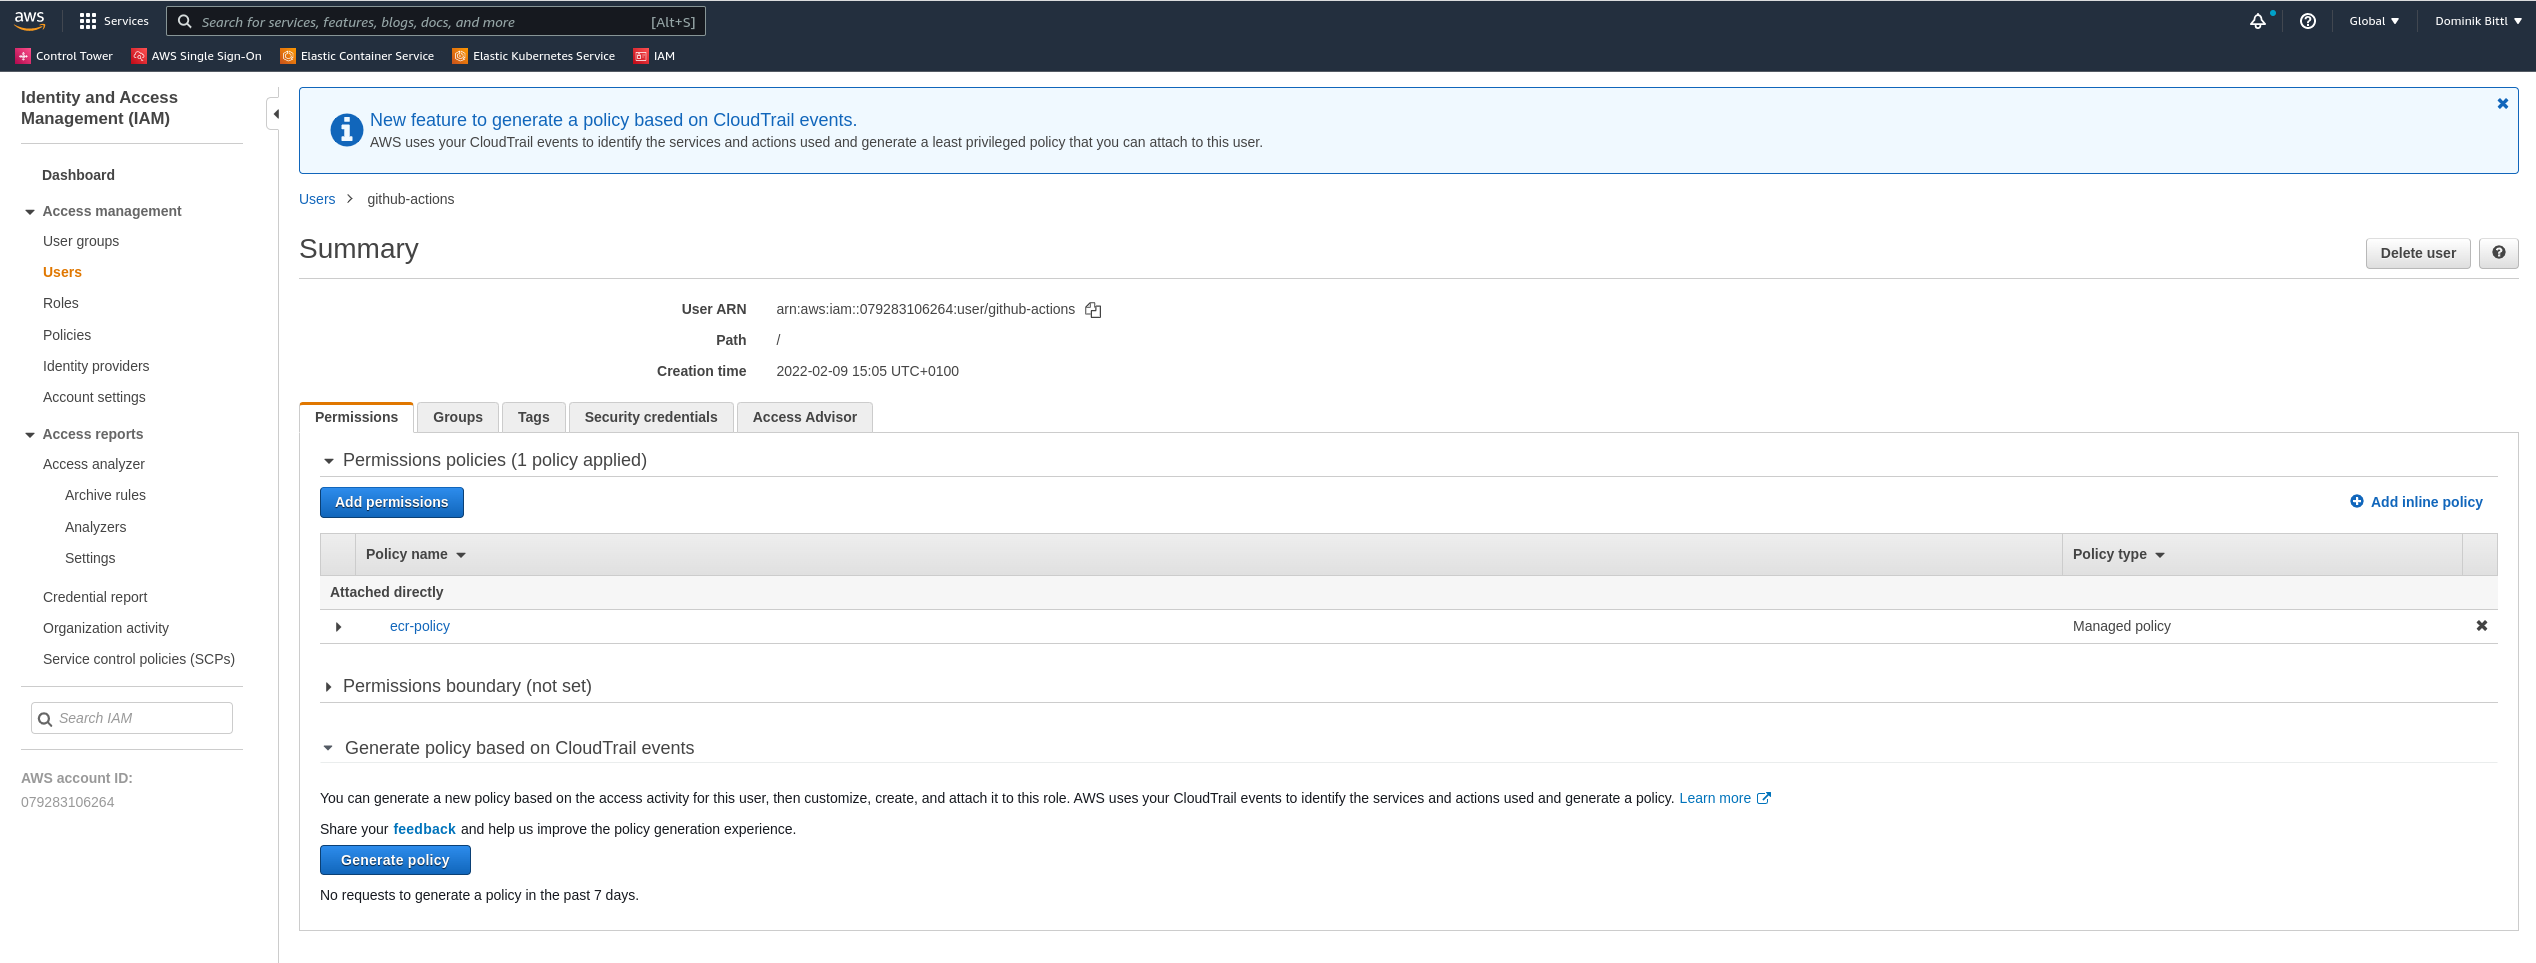 aws Services Search for services, features, blogs, docs, and more [Alt+S] Global Dominik Bittl
Control Tower AWS Single Sign-On Elastic Container Service Elastic Kubernetes Service IAM
Identity and Access
Management (IAM)
Dashboard
Access management
User groups
Users
Roles
Policies
Identity providers
Account settings
Access reports
Access analyzer
Archive rules
Analyzers
Settings
Credential report
Organization activity
Service control policies (SCPs)
Search IAM
AWS account ID:
079283106264
New feature to generate a policy based on CloudTrail events.
AWS uses your CloudTrail events to identify the services and actions used and generate a least privileged policy that you can attach to this user.
Users > github-actions
Summary
Delete user
User ARN arn:aws:iam::079283106264:user/github-actions
Path /
Creation time 2022-02-09 15:05 UTC+0100
Permissions Groups Tags Security credentials Access Advisor
Permissions policies (1 policy applied)
Add permissions Add inline policy
Policy name Policy type
Attached directly
ecr-policy Managed policy
Permissions boundary (not set)
Generate policy based on CloudTrail events
You can generate a new policy based on the access activity for this user, then customize, create, and attach it to this role. AWS uses your CloudTrail events to identify the services and actions used and generate a policy. Learn more
Share your feedback and help us improve the policy generation experience.
Generate policy
No requests to generate a policy in the past 7 days.